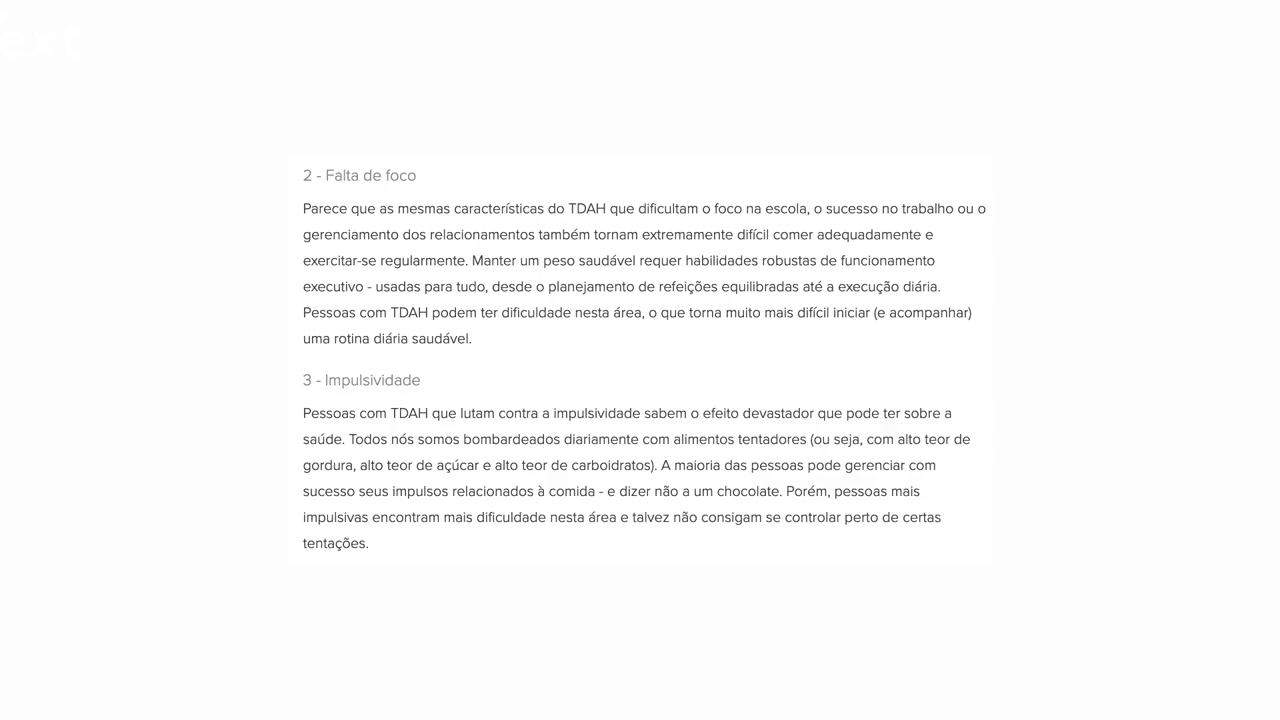 2 - Falta de foco
Parece que as mesmas características do TDAH que dificultam o foco na escola, o sucesso no trabalho ou o
gerenciamento dos relacionamentos também tornam extremamente difícil comer adequadamente e
exercitar-se regularmente. Manter um peso saudável requer habilidades robustas de funcionamento
executivo - usadas para tudo, desde o planejamento de refeições equilibradas até a execução diária.
Pessoas com TDAH podem ter dificuldade nesta área, o que torna muito mais difícil iniciar (e acompanhar)
uma rotina diária saudável.
3 - Impulsividade
Pessoas com TDAH que lutam contra a impulsividade sabem o efeito devastador que pode ter sobre a
saúde. Todos nós somos bombardeados diariamente com alimentos tentadores (ou seja, com alto teor de
gordura, alto teor de açúcar e alto teor de carboidratos). A maioria das pessoas pode gerenciar com
sucesso seus impulsos relacionados à comida - e dizer não a um chocolate. Porém, pessoas mais
impulsivas encontram mais dificuldade nesta área e talvez não consigam se controlar perto de certas
tentações.